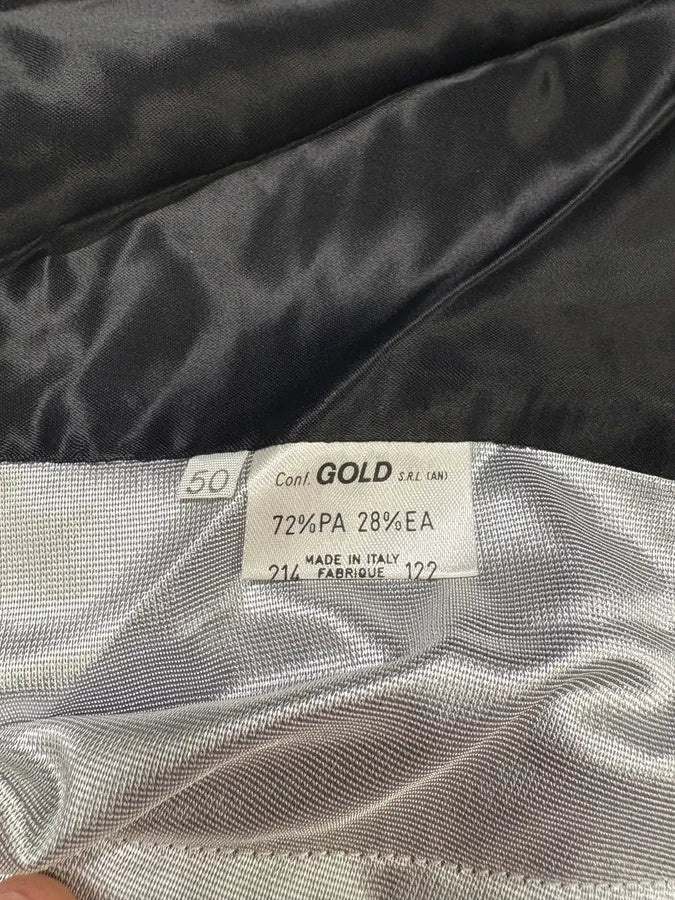 50
Conf. GOLD S.R.L. (AN)
72%PA 28%EA
MADE IN ITALY
214 FABRIQUE 122